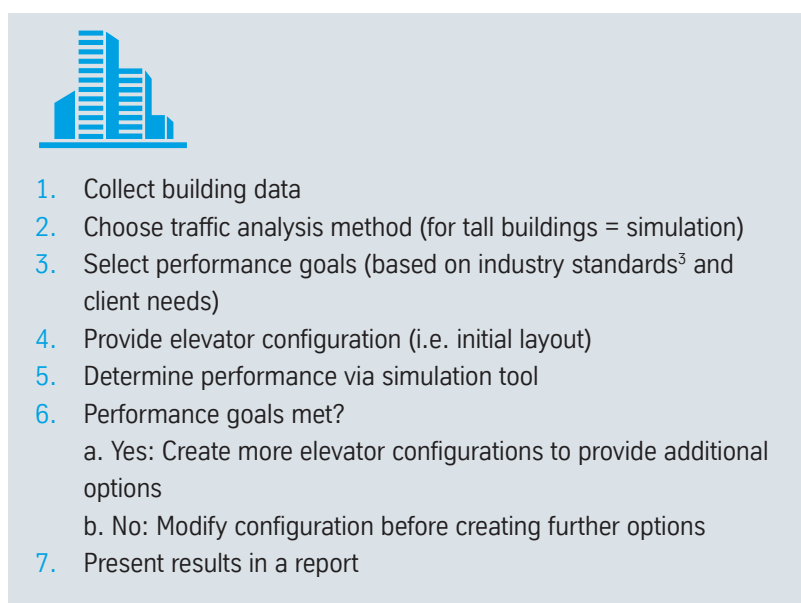 1. Collect building data
2. Choose traffic analysis method (for tall buildings = simulation)
3. Select performance goals (based on industry standards³ and
client needs)
4. Provide elevator configuration (i.e. initial layout)
5. Determine performance via simulation tool
6. Performance goals met?
a. Yes: Create more elevator configurations to provide additional
options
b. No: Modify configuration before creating further options
7. Present results in a report